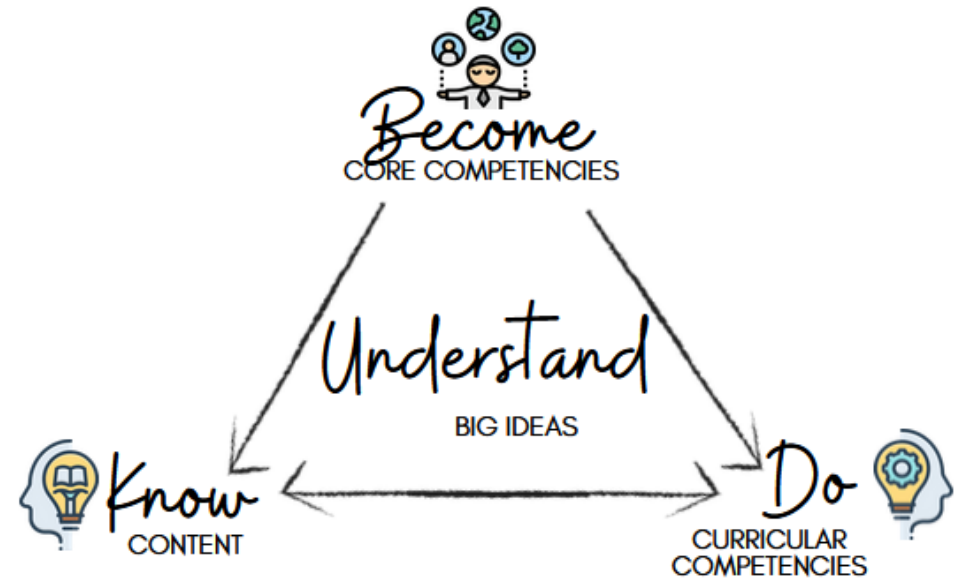 Become
CORE COMPETENCIES
Understand
BIG IDEAS
Know
CONTENT
Do
CURRICULAR
COMPETENCIES